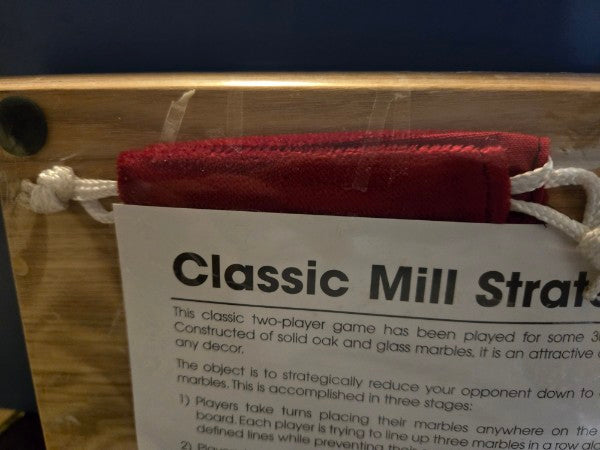 Classic Mill Strat
This classic two-player game has been played for some
Constructed of solid oak and glass marbles, it is an attractive
any decor.
The object is to strategically reduce your opponent down to
marbles. This is accomplished in three stages:
1) Players take turns placing their marbles anywhere on the
board. Each player is trying to line up three marbles in a row
defined lines while preventing
2)